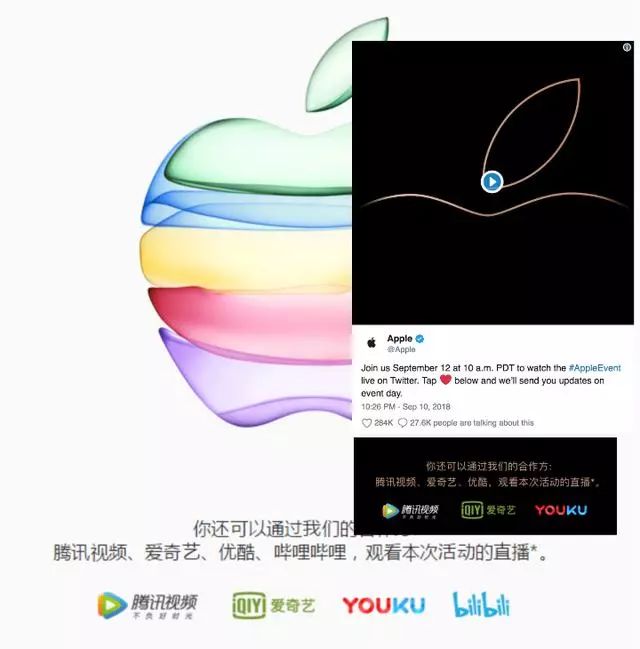 Apple
@Apple
Join us September 12 at 10 a.m. PDT to watch the #AppleEvent
live on Twitter. Tap ❤️ below and we'll send you updates on
event day.
10:26 PM - Sep 10, 2018
284K 27.6K people are talking about this
你还可以通过我们的合作方：
腾讯视频、爱奇艺、优酷，观看本次活动的直播*。
腾讯视频
不负好时光
QIY 爱奇艺
YOUKU
你还可以通过我们的
腾讯视频、爱奇艺、优酷、哔哩哔哩，观看本次活动的直播*。
腾讯视频
不负好时光
iQIY 爱奇艺
YOUKU
bilibili